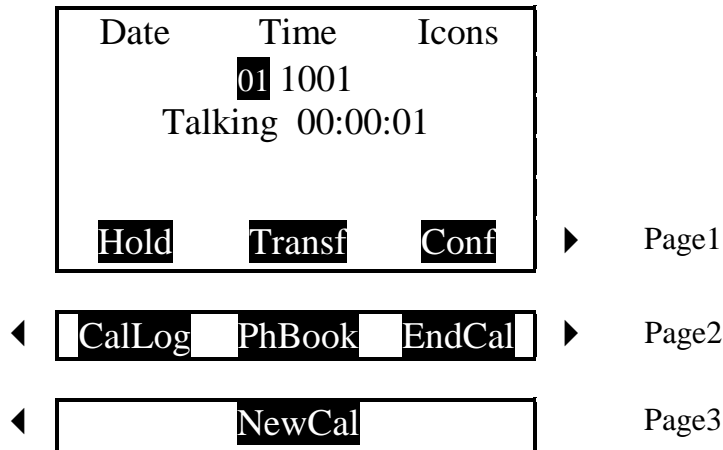 Date Time Icons
01 1001
Talking 00:00:01
Hold Transf Conf Page1
CalLog PhBook EndCal Page2
NewCal Page3